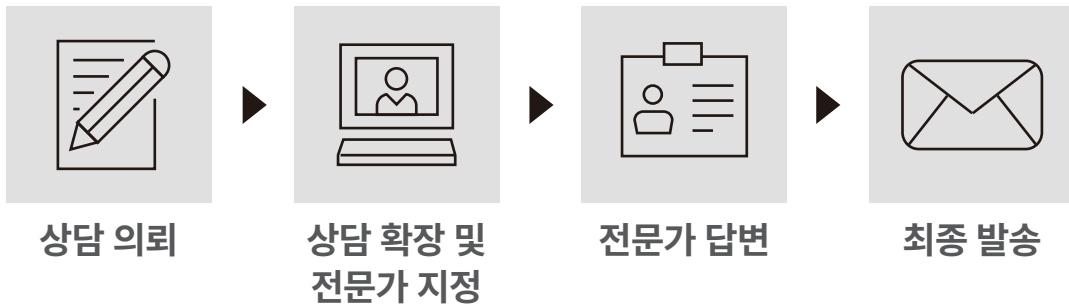 상담 의뢰
상담 확장 및
전문가 지정
전문가 답변
최종 발송